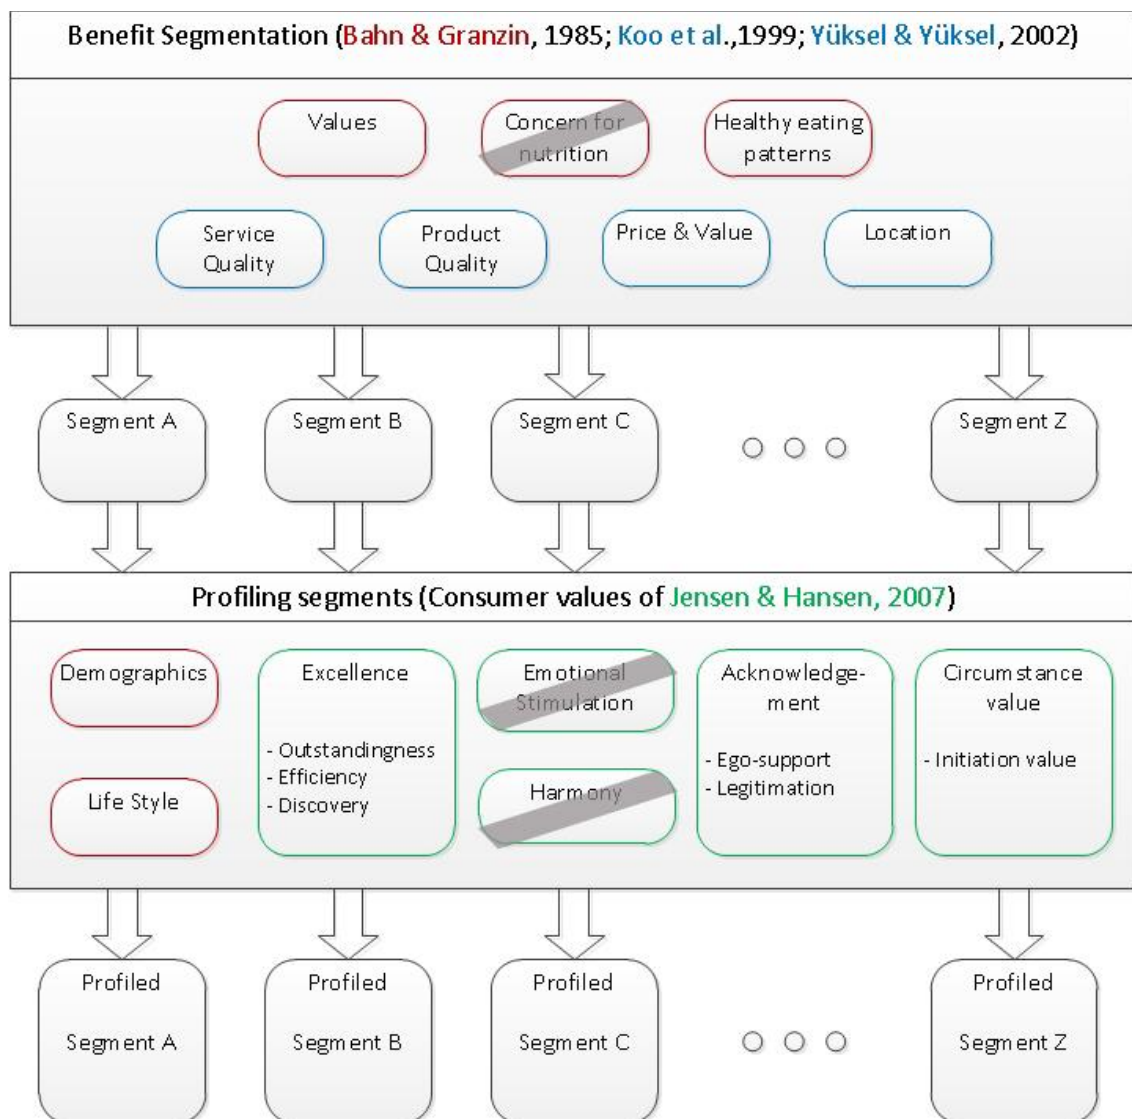 Benefit Segmentation (Bahn & Granzin, 1985; Koo et al.,1999; Yüksel & Yüksel, 2002)
Values
Concern for
nutrition
Healthy eating
patterns
Service
Quality
Product
Quality
Price & Value
Location
Segment A
Segment B
Segment C
Segment Z
Profiling segments (Consumer values of Jensen & Hansen, 2007)
Demographics
Life Style
Excellence
- Outstandingness
- Efficiency
- Discovery
Emotional
Stimulation
Harmony
Acknowledge-
ment
- Ego-support
- Legitimation
Circumstance
value
- Initiation value
Profiled
Segment A
Profiled
Segment B
Profiled
Segment C
Profiled
Segment Z